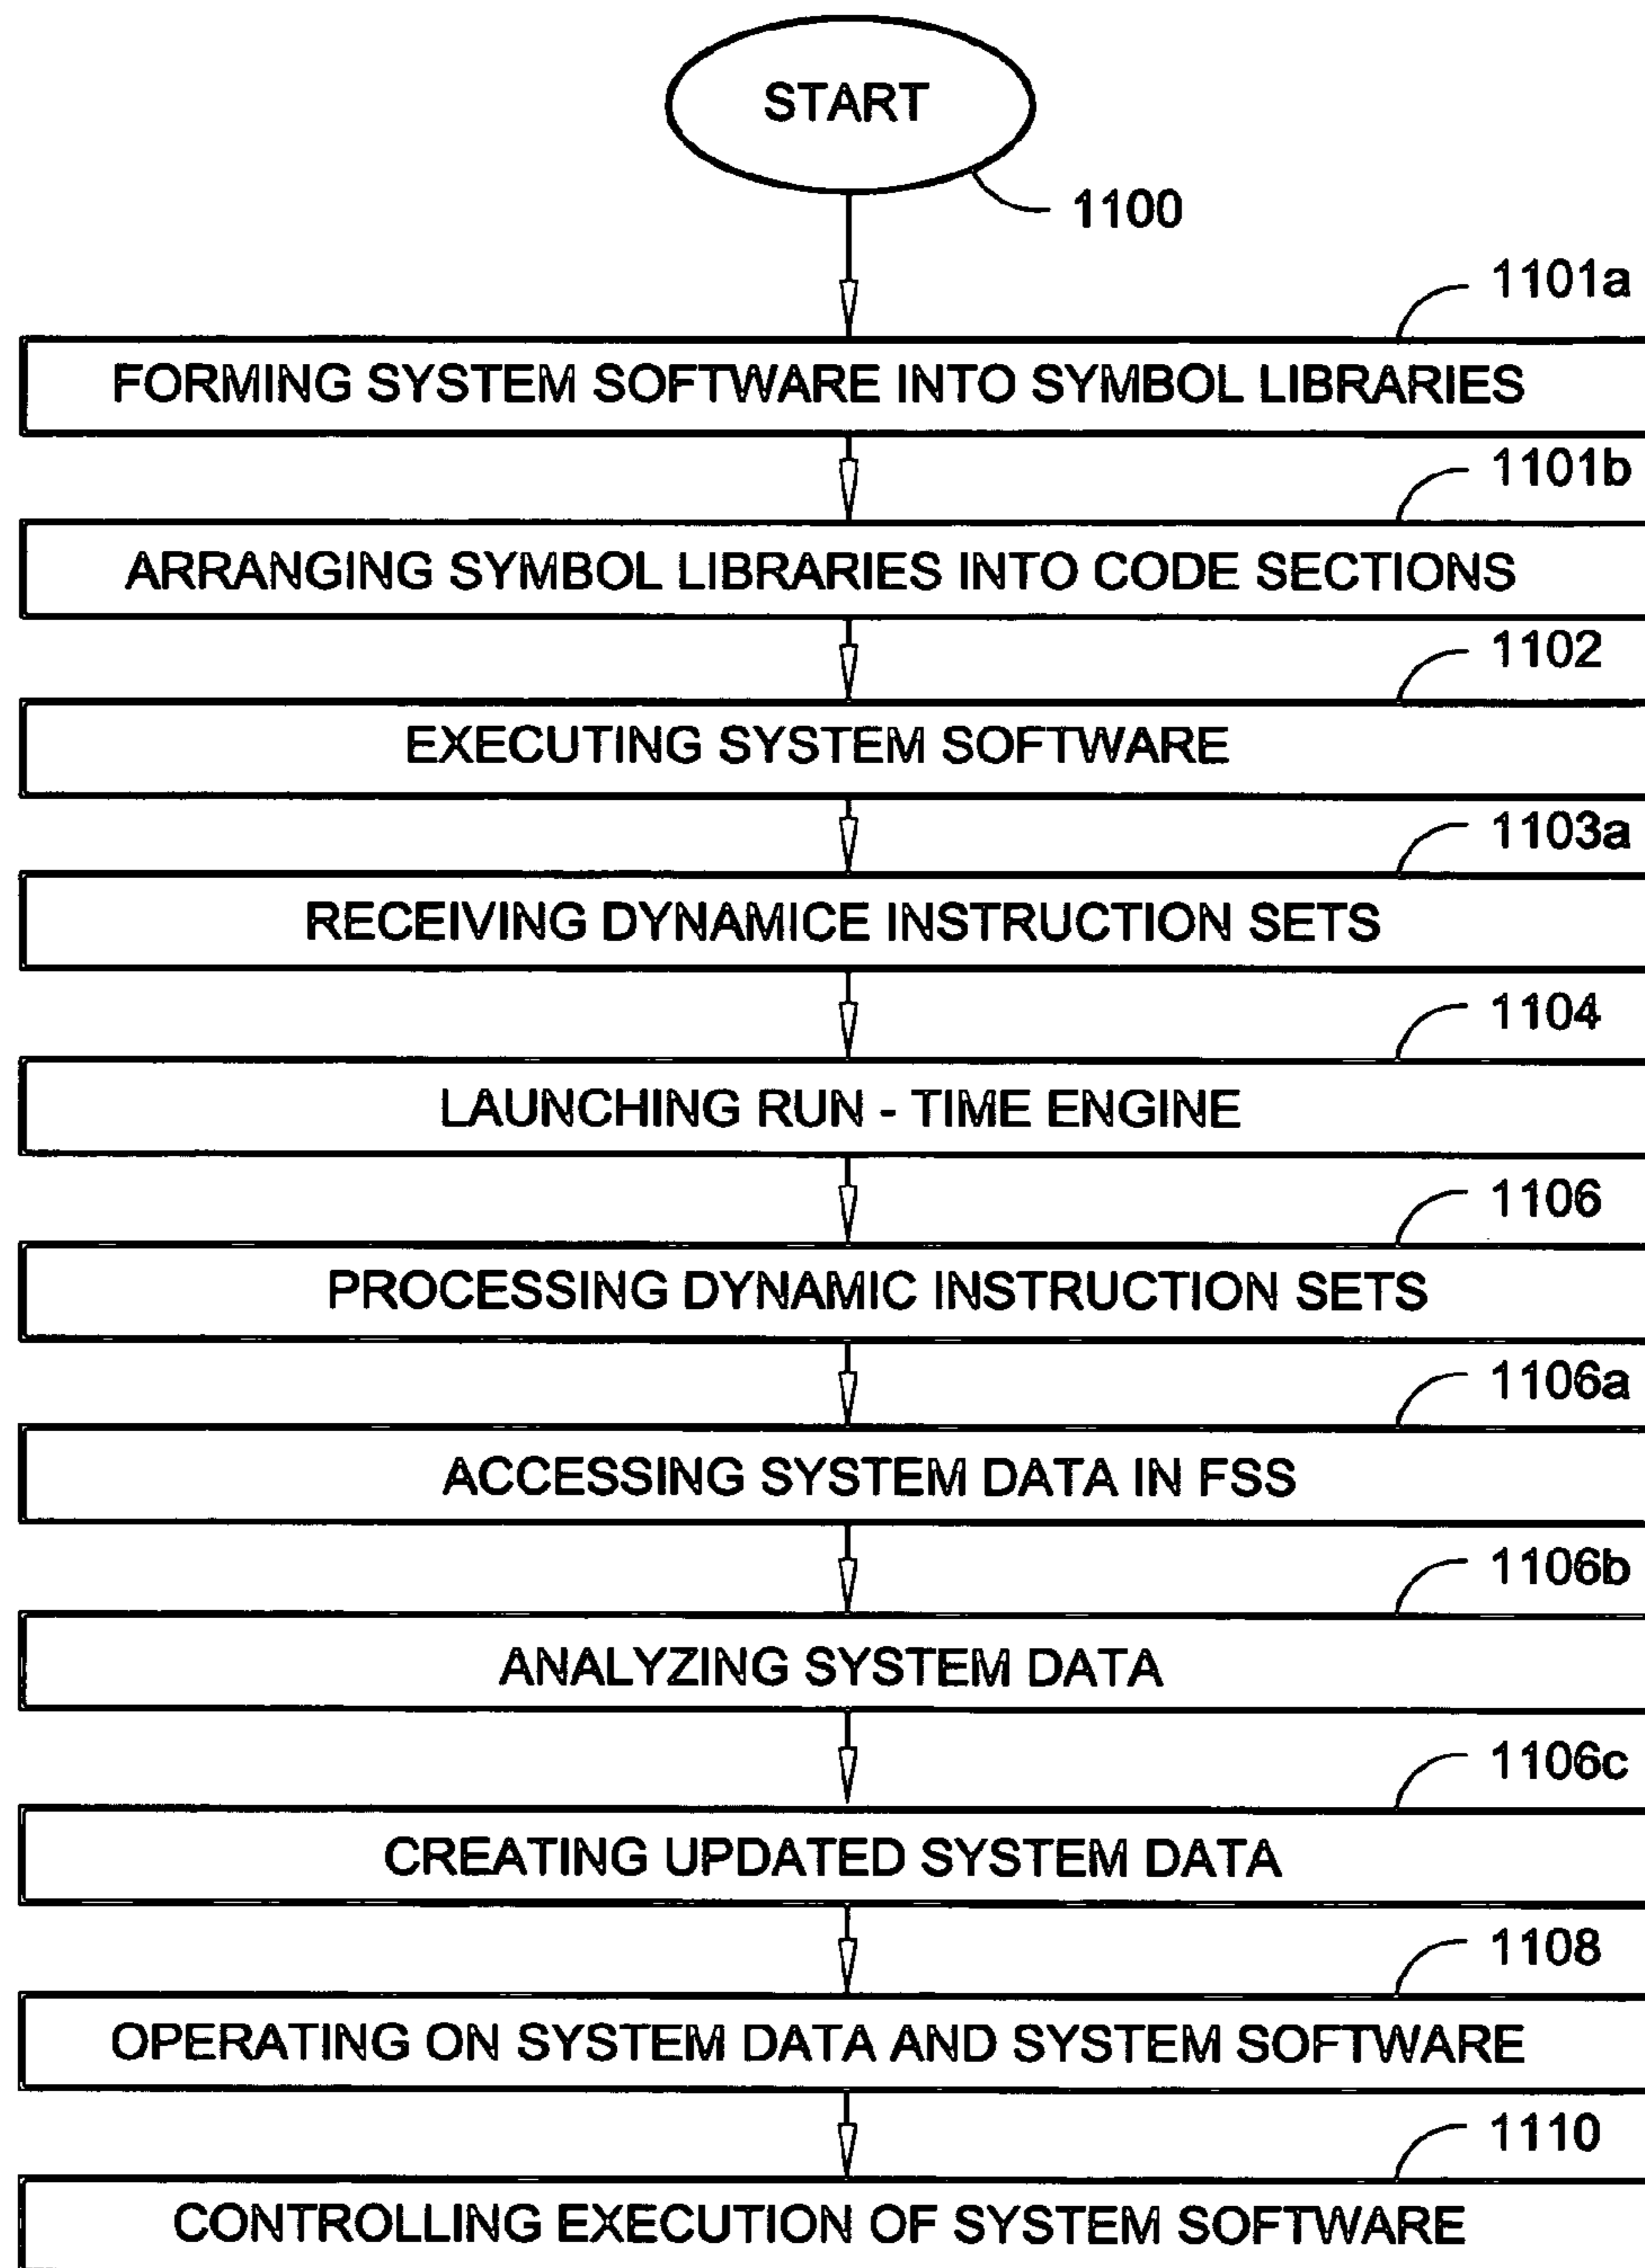 START
1100
1101a
FORMING SYSTEM SOFTWARE INTO SYMBOL LIBRARIES
1101b
ARRANGING SYMBOL LIBRARIES INTO CODE SECTIONS
1102
EXECUTING SYSTEM SOFTWARE
1103a
RECEIVING DYNAMICE INSTRUCTION SETS
1104
LAUNCHING RUN - TIME ENGINE
1106
PROCESSING DYNAMIC INSTRUCTION SETS
1106a
ACCESSING SYSTEM DATA IN FSS
1106b
ANALYZING SYSTEM DATA
1106c
CREATING UPDATED SYSTEM DATA
1108
OPERATING ON SYSTEM DATA AND SYSTEM SOFTWARE
1110
CONTROLLING EXECUTION OF SYSTEM SOFTWARE